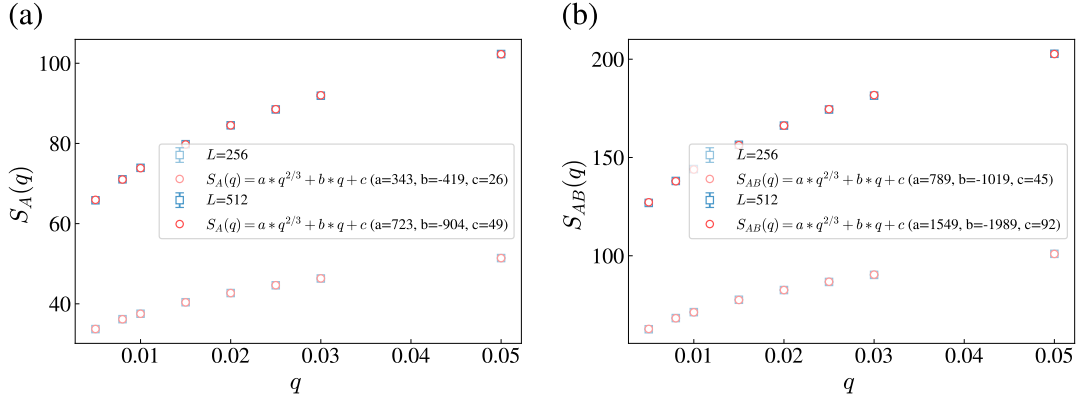 (a)
100
80
60
40
S_A(q)
L=256
S_A(q) = a * q^{2/3} + b * q + c (a=343, b=-419, c=26)
L=512
S_A(q) = a * q^{2/3} + b * q + c (a=723, b=-904, c=49)
0.01 0.02 0.03 0.04 0.05
q
(b)
200
150
100
S_{AB}(q)
L=256
S_{AB}(q) = a * q^{2/3} + b * q + c (a=789, b=-1019, c=45)
L=512
S_{AB}(q) = a * q^{2/3} + b * q + c (a=1549, b=-1989, c=92)
0.01 0.02 0.03 0.04 0.05
q